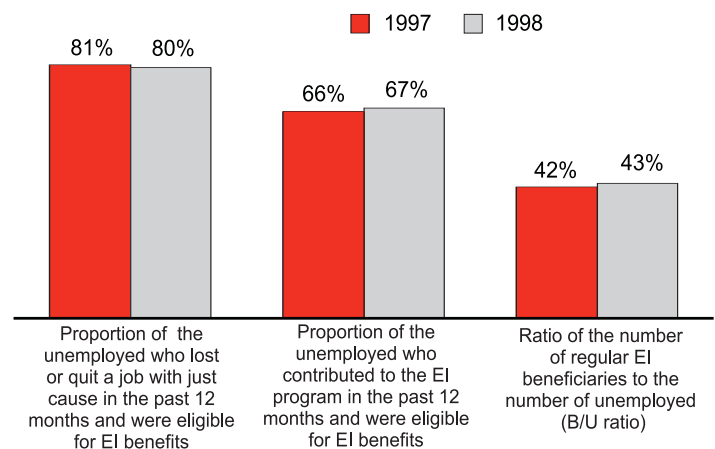 1997 1998
81% 80%
66% 67%
42% 43%
Proportion of the
unemployed who lost
or quit a job with just
cause in the past 12
months and were eligible
for EI benefits
Proportion of the
unemployed who
contributed to the EI
program in the past 12
months and were eligible
for EI benefits
Ratio of the number
of regular EI
beneficiaries to the
number of unemployed
(B/U ratio)